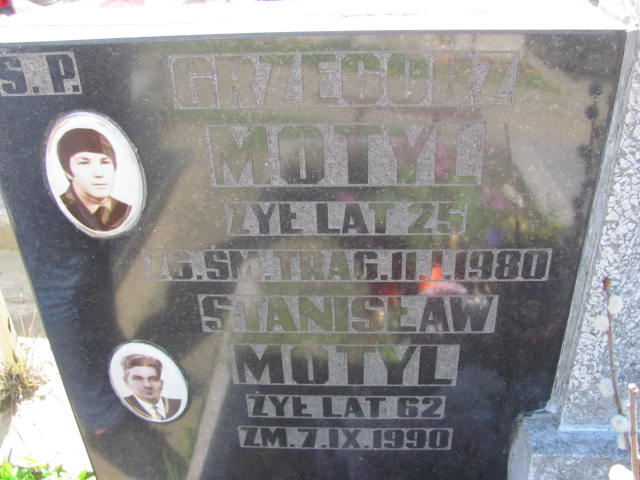 Ś.P. GRZEGORZ
MOTYL
ŻYŁ LAT 25
ZG.ŚM.TRAG.11.I.1980
STANISŁAW
MOTYL
ŻYŁ LAT 62
ZM.7.IX.1990